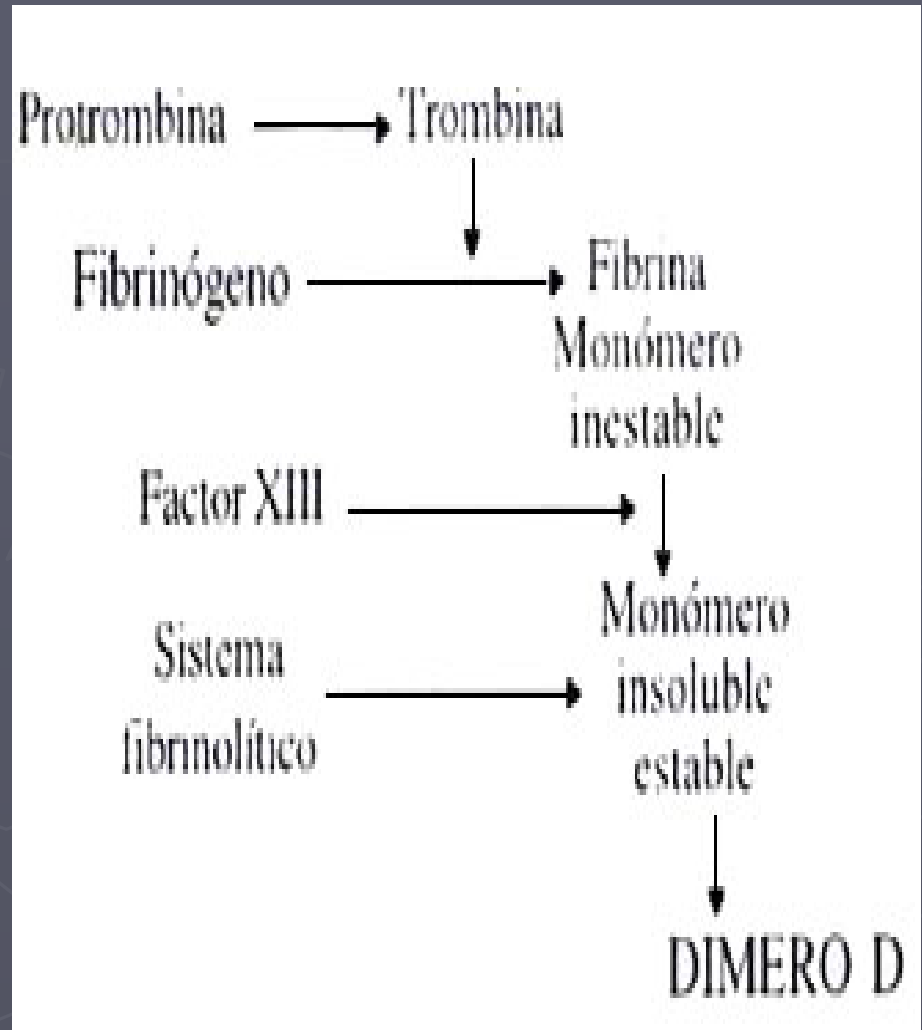 Protrombina Trombina
Fibrinógeno Fibrina
Monómero
inestable
Factor XIII
Monómero
Sistema insoluble
fibrinolítico estable
DIMERO D